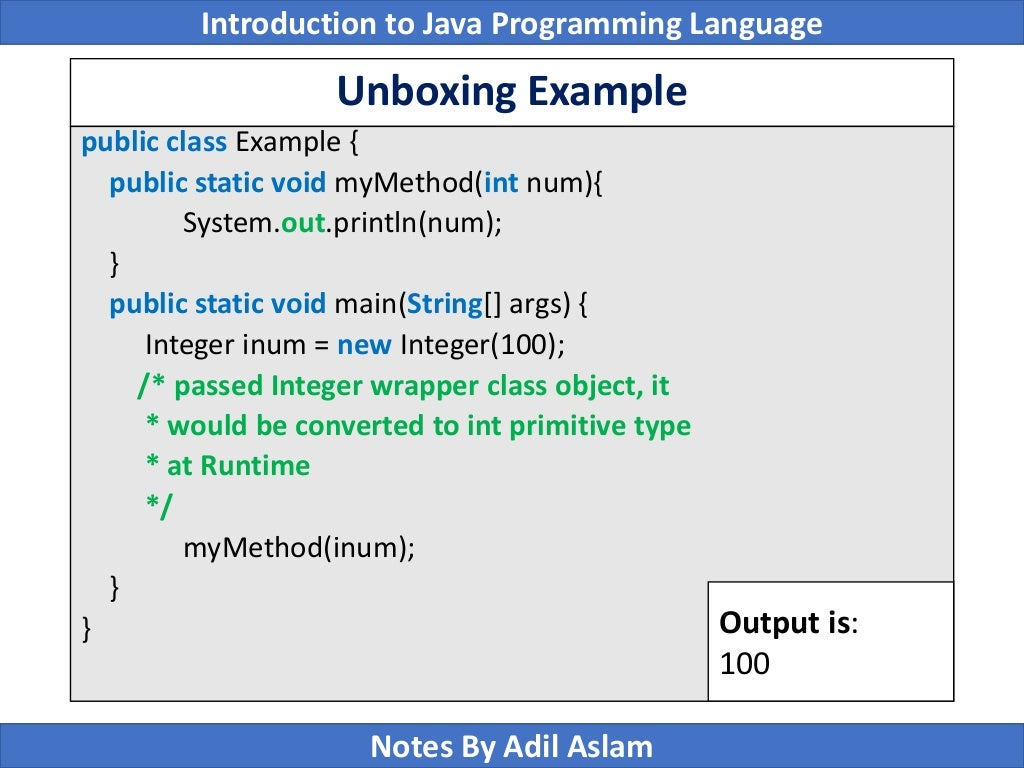 Introduction to Java Programming Language
Unboxing Example
public class Example {
public static void myMethod(int num){
System.out.println(num);
}
public static void main(String[] args) {
Integer inum = new Integer(100);
/* passed Integer wrapper class object, it
* would be converted to int primitive type
* at Runtime
*/
myMethod(inum);
}
}
Output is:
100
Notes By Adil Aslam